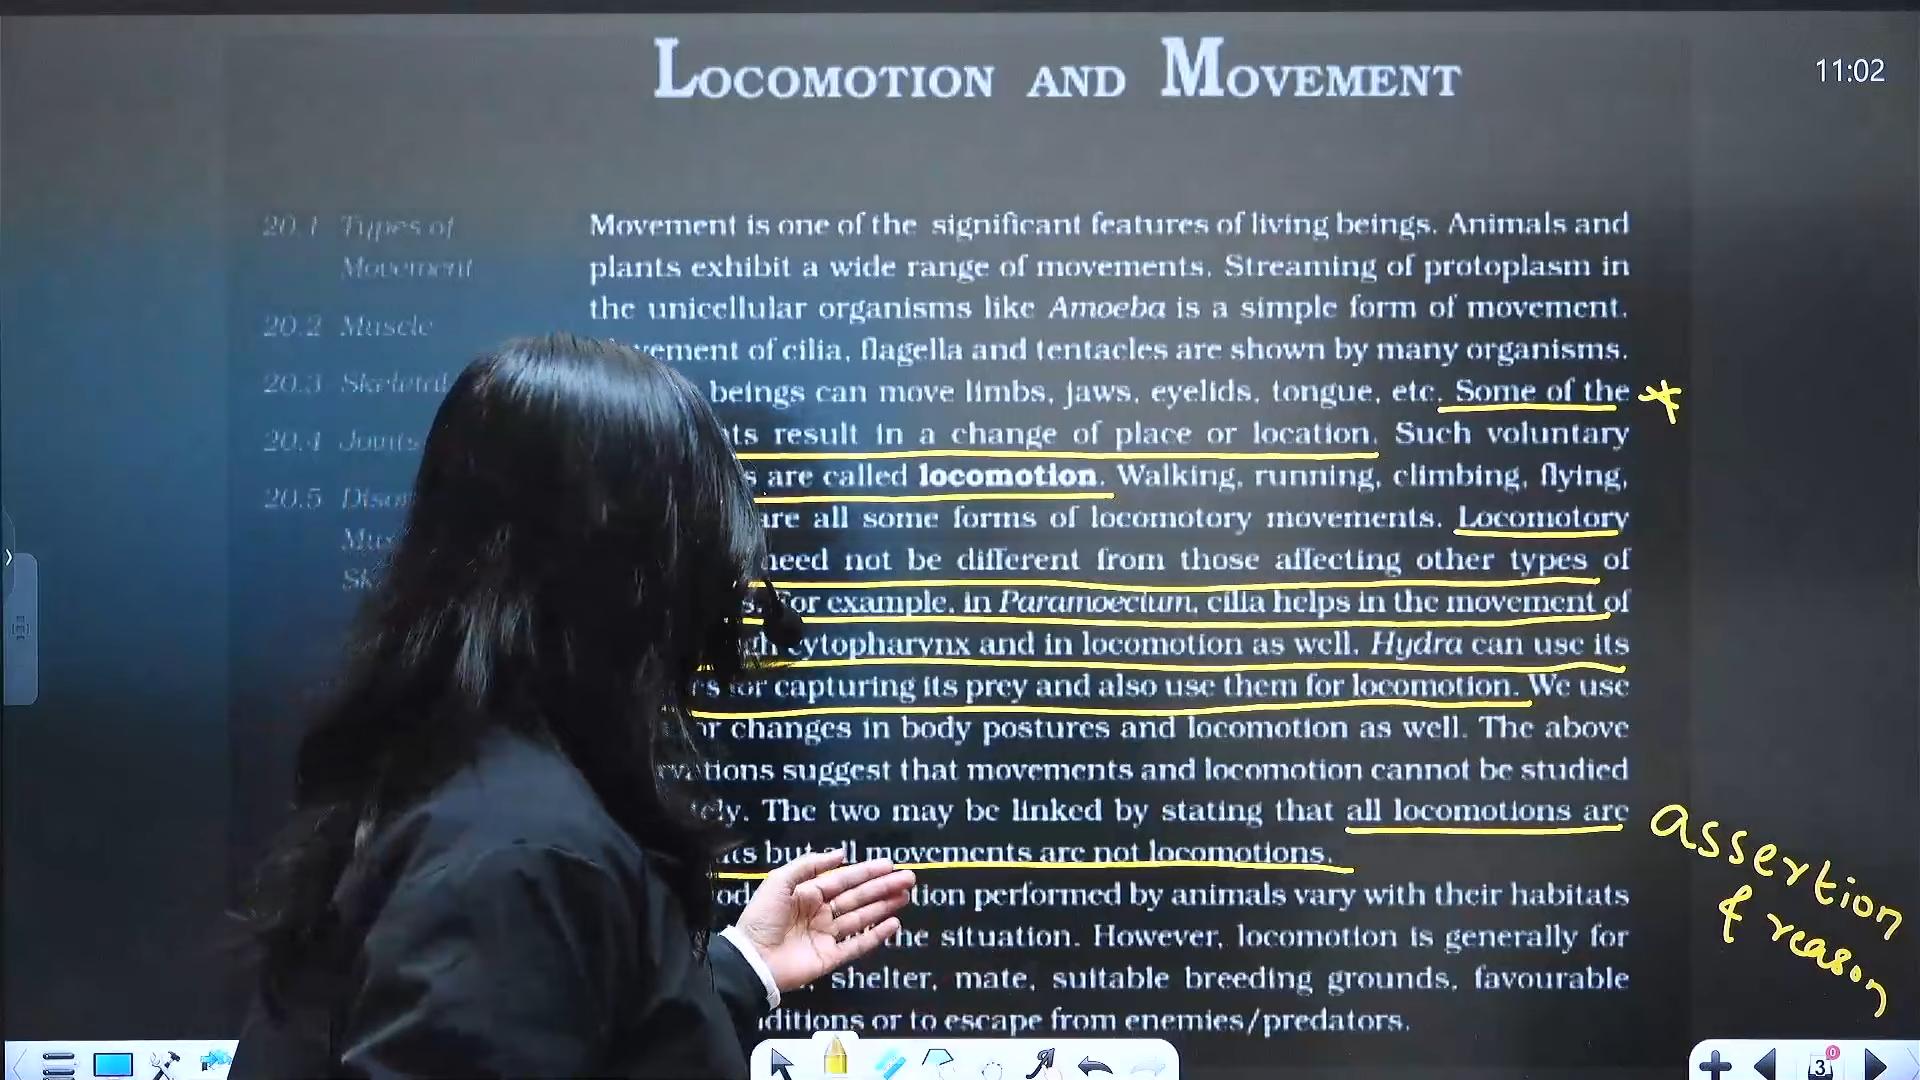 LOCOMOTION AND MOVEMENT
11:02
20.1 Types of
Movement
20.2 Muscle
20.3 Skeletal
20.4 Joints
20.5
Movement is one of the significant features of living beings. Animals and
plants exhibit a wide range of movements. Streaming of protoplasm in
the unicellular organisms like Amoeba is a simple form of movement.
of cilia, flagella and tentacles are shown by many organisms.
beings can move limbs, jaws, eyelids, tongue, etc. Some of the *
result in a change of place or location. Such voluntary
are called locomotion. Walking, running, climbing, flying,
are all some forms of locomotory movements. Locomotory
need not be different from those affecting other types of
For example, in Paramoecium, cilia helps in the movement of
cytopharynx and in locomotion as well. Hydra can use its
for capturing its prey and also use them for locomotion. We use
changes in body postures and locomotion as well. The above
suggest that movements and locomotion cannot be studied
The two may be linked by stating that all locomotions are
but all movements are not locomotions.
performed by animals vary with their habitats
the situation. However, locomotion is generally for
shelter, mate, suitable breeding grounds, favourable
or to escape from enemies/predators.
assertion
& reason
3
0